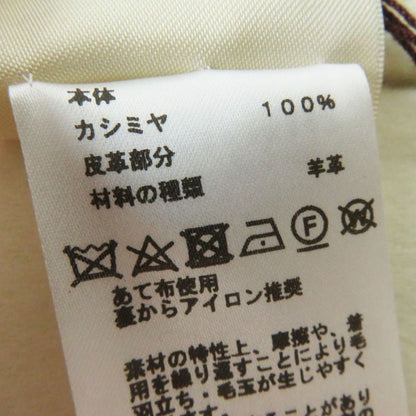 本体
カシミヤ 100%
皮革部分
材料の種類 羊革
F
W
あて布使用
裏からアイロン推奨
素材の特性上、摩擦や、着
用を繰り返すことにより毛
羽立ち・毛玉が生じやすく